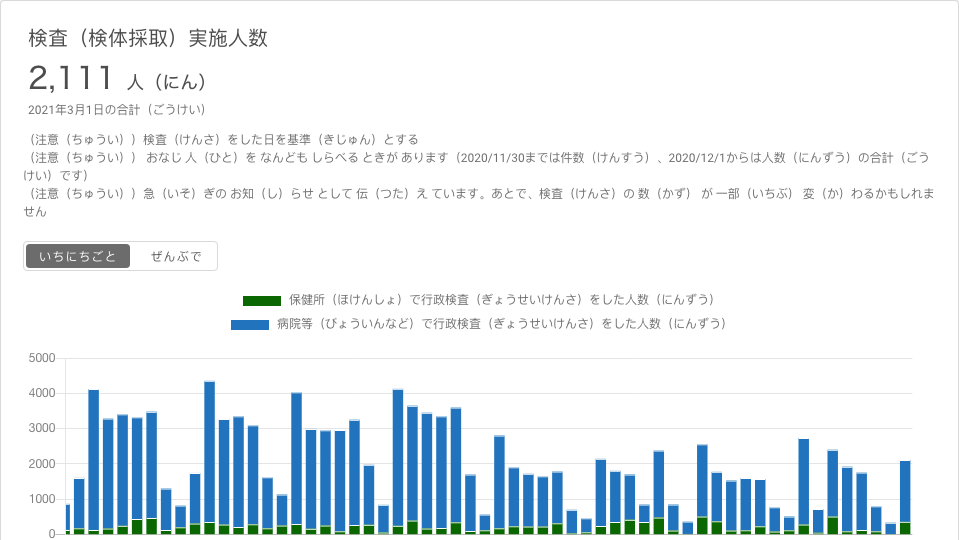 検査（検体採取）実施人数
2,111 人（にん）
2021年3月1日の合計（ごうけい）
（注意（ちゅうい））検査（けんさ）をした日を基準（きじゅん）とする
（注意（ちゅうい）） おなじ 人（ひと）を なんども しらべる ときが あります（2020/11/30までは件数（けんすう）、2020/12/1からは人数（にんずう）の合計（ごう
けい）です）
（注意（ちゅうい））急（いそ）ぎの お知（し）らせ として 伝（つた）え ています。あとで、検査（けんさ）の 数（かず） が 一部（いちぶ） 変（か）わるかもしれま
せん
いちにちごと ぜんぶで
保健所（ほけんしょ）で行政検査（ぎょうせいけんさ）をした人数（にんずう）
病院等（びょういんなど）で行政検査（ぎょうせいけんさ）をした人数（にんずう）
5000
4000
3000
2000
1000
0